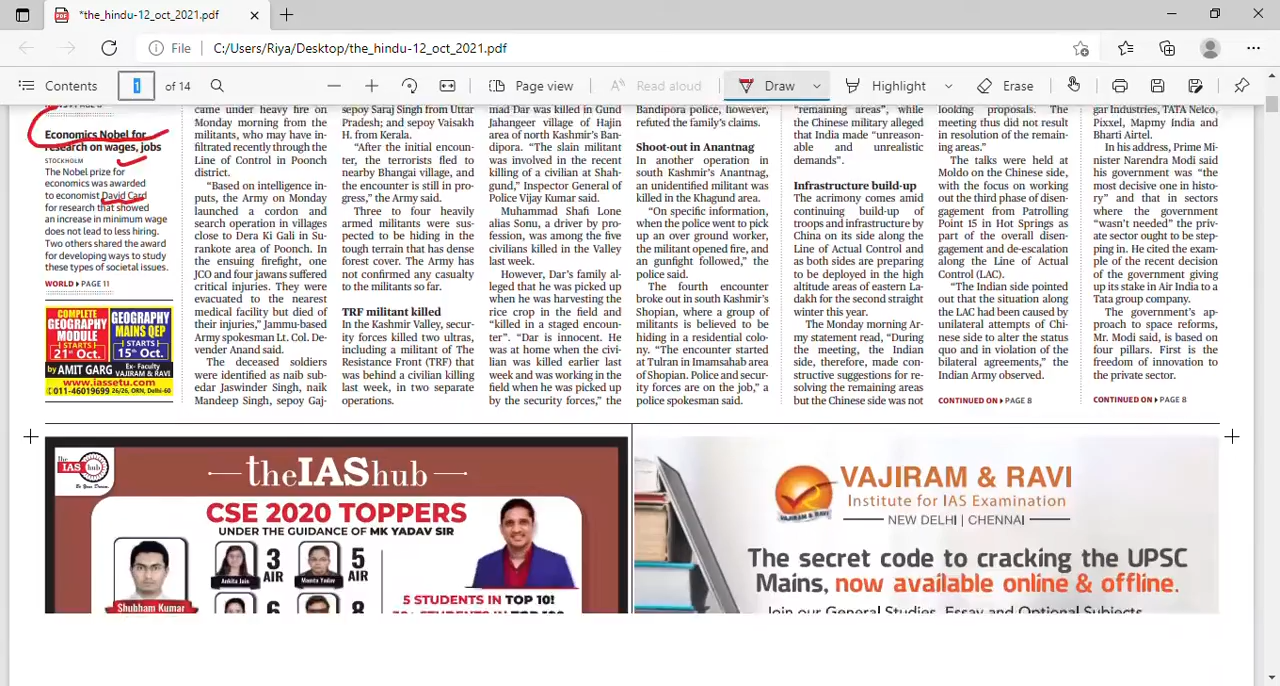 *the_hindu-12_oct_2021.pdf
File C:/Users/Riya/Desktop/the_hindu-12_oct_2021.pdf
Contents 1 of 14 Page view Read aloud Draw Highlight Erase
Economics Nobel for
research on wages, jobs
STOCKHOLM
The Nobel prize for
economics was awarded
to economist David Card
for research that showed
an increase in minimum wage
does not lead to less hiring.
Two others shared the award
for developing ways to study
these types of societal issues.
WORLD PAGE 11
COMPLETE
GEOGRAPHY
MODULE
STARTS
21st Oct.
GEOGRAPHY
MAINS QEP
STARTS
15th Oct.
by AMIT GARG Ex- Faculty
VAJIRAM & RAVI
www.iassetu.com
011-46019699 26/26, ORN, Delhi-60
came under heavy fire on
Monday morning from the
militants, who may have in-
filtrated recently through the
Line of Control in Poonch
district.
"Based on intelligence in-
puts, the Army on Monday
launched a cordon and
search operation in villages
close to Dera Ki Gali in Su-
rankote area of Poonch. In
the ensuing firefight, one
JCO and four jawans suffered
critical injuries. They were
evacuated to the nearest
medical facility but died of
their injuries," Jammu-based
Army spokesman Lt. Col. De-
vender Anand said.
The deceased soldiers
were identified as naib sub-
edar Jaswinder Singh, naik
Mandeep Singh, sepoy Gaj-
sepoy Saraj Singh from Uttar
Pradesh; and sepoy Vaisakh
H. from Kerala.
"After the initial encoun-
ter, the terrorists fled to
nearby Bhangai village, and
the encounter is still in pro-
gress," the Army said.
Three to four heavily
armed militants were sus-
pected to be hiding in the
tough terrain that has dense
forest cover. The Army has
not confirmed any casualty
to the militants so far.
TRF militant killed
In the Kashmir Valley, secur-
ity forces killed two ultras,
including a militant of The
Resistance Front (TRF) that
was behind a civilian killing
last week, in two separate
operations.
mad Dar was killed in Gund
Jahangeer village of Hajin
area of north Kashmir's Ban-
dipora. "The slain militant
was involved in the recent
killing of a civilian at Shah-
gund," Inspector General of
Police Vijay Kumar said.
Muhammad Shafi Lone
alias Sonu, a driver by pro-
fession, was among the five
civilians killed in the Valley
last week.
However, Dar's family al-
leged that he was picked up
when he was harvesting the
rice crop in the field and
"killed in a staged encoun-
ter". "Dar is innocent. He
was at home when the civi-
lian was killed earlier last
week and was working in the
field when he was picked up
by the security forces," the
Bandipora police, however,
refuted the family's claims.
Shoot-out in Anantnag
In another operation in
south Kashmir's Anantnag,
an unidentified militant was
killed in the Khagund area.
"On specific information,
when the police went to pick
up an over ground worker,
the militant opened fire, and
an gunfight followed," the
police said.
The fourth encounter
broke out in south Kashmir's
Shopian, where a group of
militants is believed to be
hiding in a residential colo-
ny. "The encounter started
at Tulran in Imamsahab area
of Shopian. Police and secur-
ity forces are on the job," a
police spokesman said.
"remaining areas", while
the Chinese military alleged
that India made "unreason-
able and unrealistic
demands".
Infrastructure build-up
The acrimony comes amid
continuing build-up of
troops and infrastructure by
China on its side along the
Line of Actual Control and
as both sides are preparing
to be deployed in the high
altitude areas of eastern La-
dakh for the second straight
winter this year.
The Monday morning Ar-
my statement read, "During
the meeting, the Indian
side, therefore, made con-
structive suggestions for re-
solving the remaining areas
but the Chinese side was not
looking proposals. The
meeting thus did not result
in resolution of the remain-
ing areas."
The talks were held at
Moldo on the Chinese side,
with the focus on working
out the third phase of disen-
gagement from Patrolling
Point 15 in Hot Springs as
part of the overall disen-
gagement and de-escalation
along the Line of Actual
Control (LAC).
"The Indian side pointed
out that the situation along
the LAC had been caused by
unilateral attempts of Chi-
nese side to alter the status
quo and in violation of the
bilateral agreements," the
Indian Army observed.
CONTINUED ON PAGE 8
gar Industries, TATA Nelco,
Pixxel, Mapmy India and
Bharti Airtel.
In his address, Prime Mi-
nister Narendra Modi said
his government was "the
most decisive one in histo-
ry" and that in sectors
where the government
"wasn't needed" the priv-
ate sector ought to be step-
ping in. He cited the exam-
ple of the recent decision
of the government giving
up its stake in Air India to a
Tata group company.
The government's ap-
proach to space reforms,
Mr. Modi said, is based on
four pillars. First is the
freedom of innovation to
the private sector.
CONTINUED ON PAGE 8
The IAS hub
Be Your Dream.
theIAShub
CSE 2020 TOPPERS
UNDER THE GUIDANCE OF MK YADAV SIR
Shubham Kumar
Ankita Jain
3 AIR
Mamta Yadav
5 AIR
6
8
5 STUDENTS IN TOP 10!
VAJIRAM & RAVI
VAJIRAM & RAVI
Institute for IAS Examination
NEW DELHI | CHENNAI
The secret code to cracking the UPSC
Mains, now available online & offline.
Join our General Studies, Essay and Optional Subjects